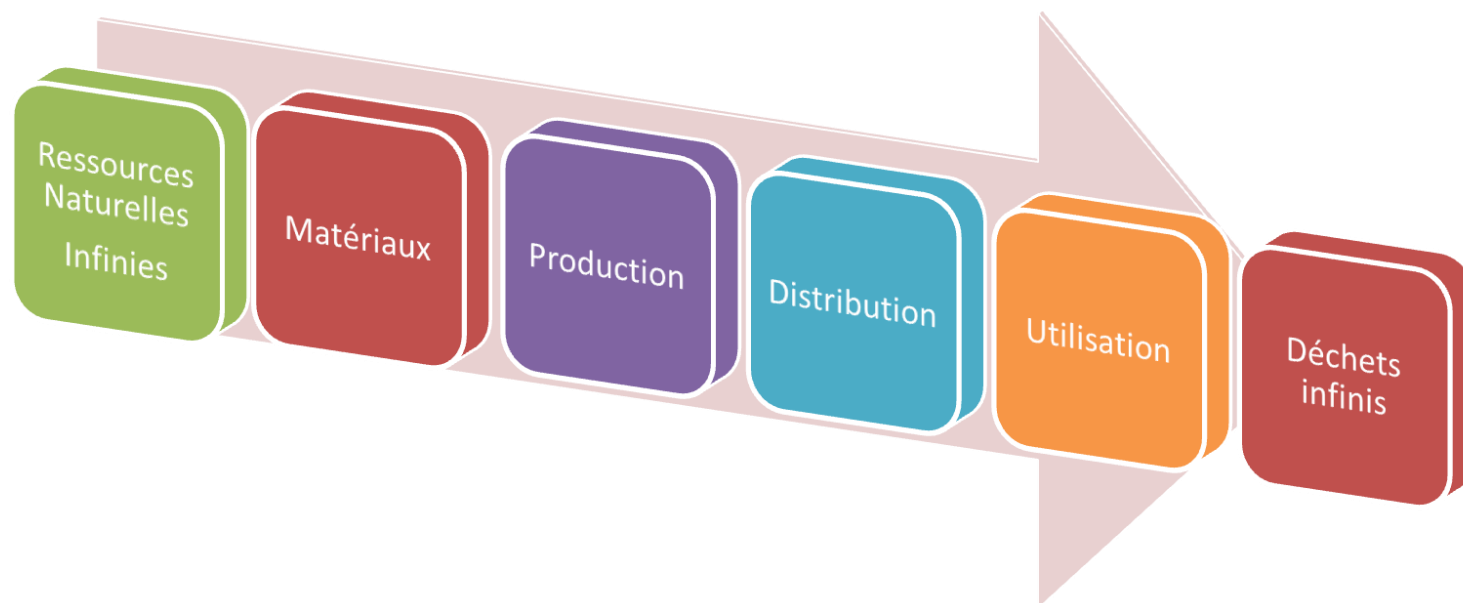 Ressources
Naturelles
Infinies
Matériaux
Production
Distribution
Utilisation
Déchets
infinis